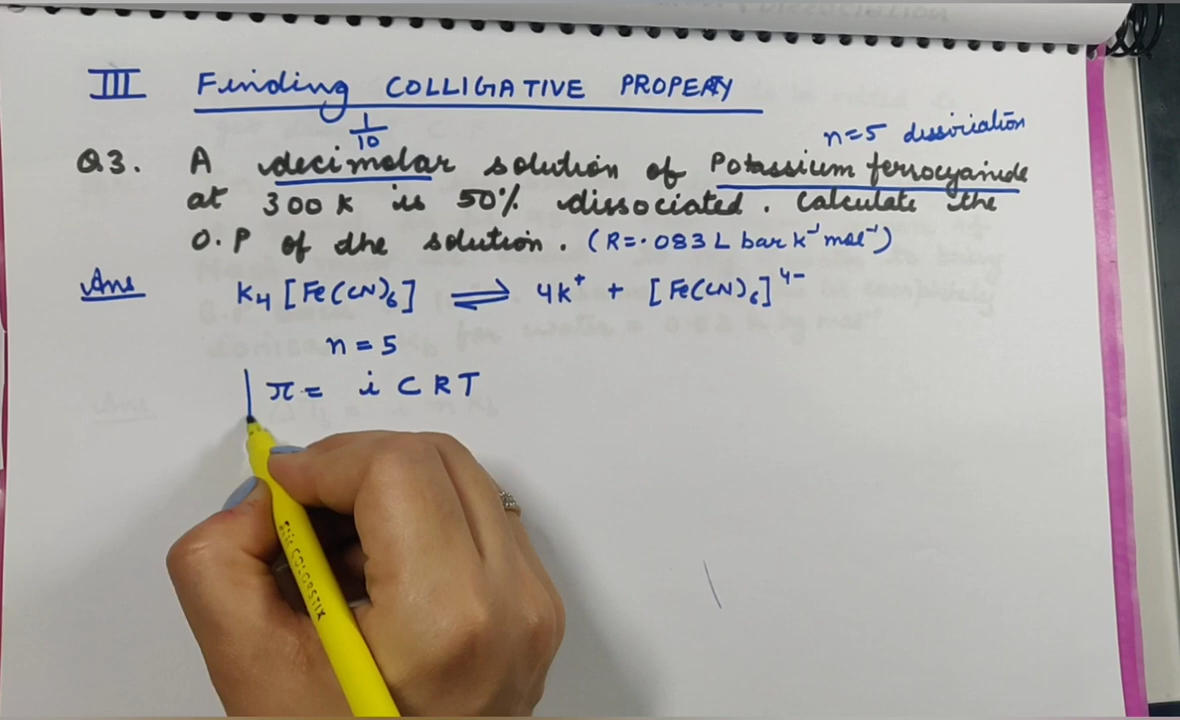 III Finding COLLIGATIVE PROPERTY
1/10
n=5 dissociation
Q3. A decimolar solution of Potassium ferrocyanide
at 300 K is 50% dissociated. Calculate the
O.P of the solution. (R=.083 L bar K⁻¹ mol⁻¹)
Ans K4 [Fe(CN)6] ⇌ 4K⁺ + [Fe(CN)6]⁴⁻
n = 5
π = i C R T
COLORSTIX